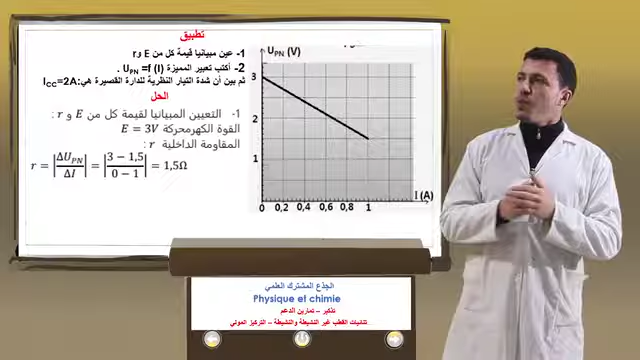 تطبيق
1- عين مبيانيا قيمة كل من E و r
2- أكتب تعبير المميزة U_PN =f (I) .
ثم بين أن شدة التيار النظرية للدارة القصيرة هي: I_CC=2A
الحل
1- التعيين المبيانيا لقيمة كل من E و r :
القوة الكهرمحركة E = 3V
المقاومة الداخلية r :
r = |ΔU_PN/ΔI| = |3 − 1,5/0 − 1| = 1,5Ω
U_PN (V)
3
2
1
0 0,2 0,4 0,6 0,8 1
I (A)
الجذع المشترك العلمي
Physique et chimie
تذكير – تمارين الدعم
ثنائيات القطب غير النشيطة والنشيطة – التركيز المولي